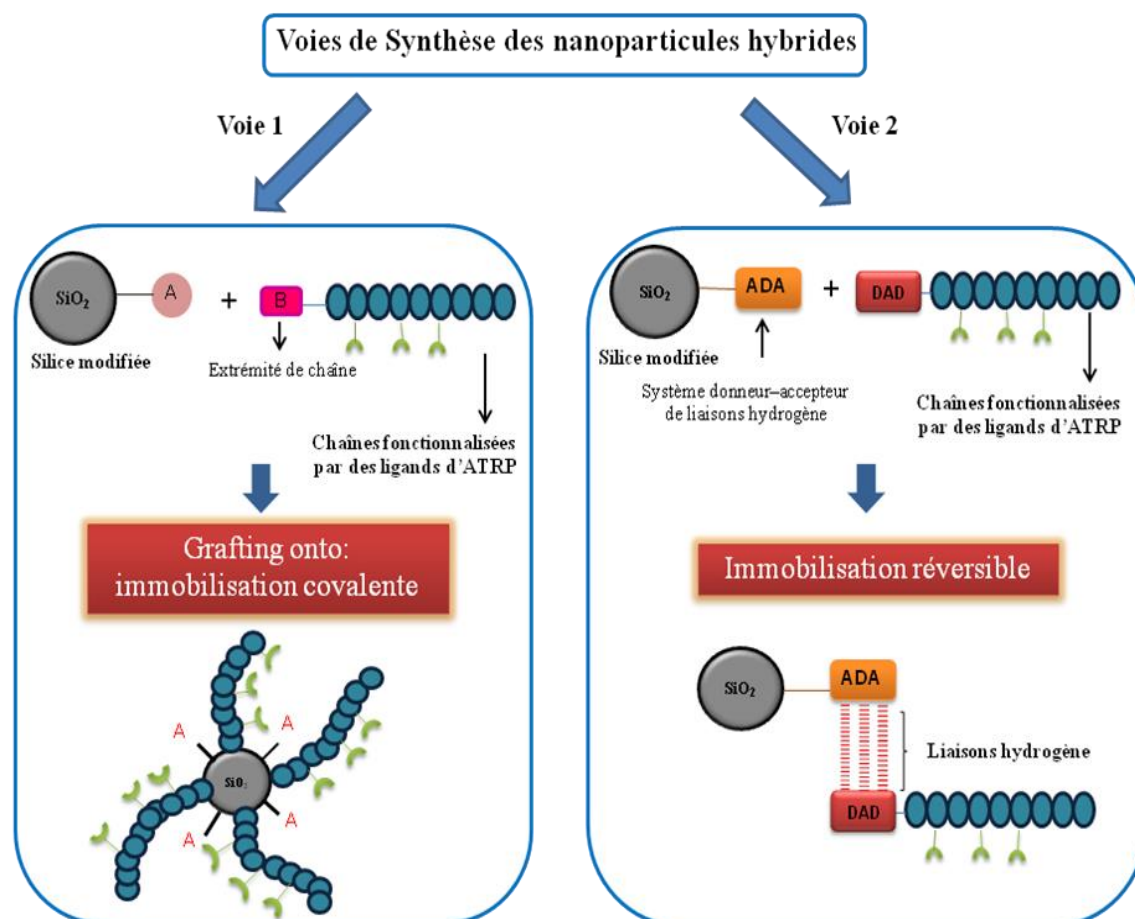 Voies de Synthèse des nanoparticules hybrides
Voie 1
Voie 2
SiO₂
A
+
B
Silice modifiée
Extrémité de chaîne
Chaînes fonctionnalisées
par des ligands d'ATRP
Grafting onto:
immobilisation covalente
A
A
SiO₂
A
A
SiO₂
ADA
+
DAD
Silice modifiée
Système donneur–accepteur
de liaisons hydrogène
Chaînes fonctionnalisées
par des ligands d'ATRP
Immobilisation réversible
SiO₂
ADA
Liaisons hydrogène
DAD